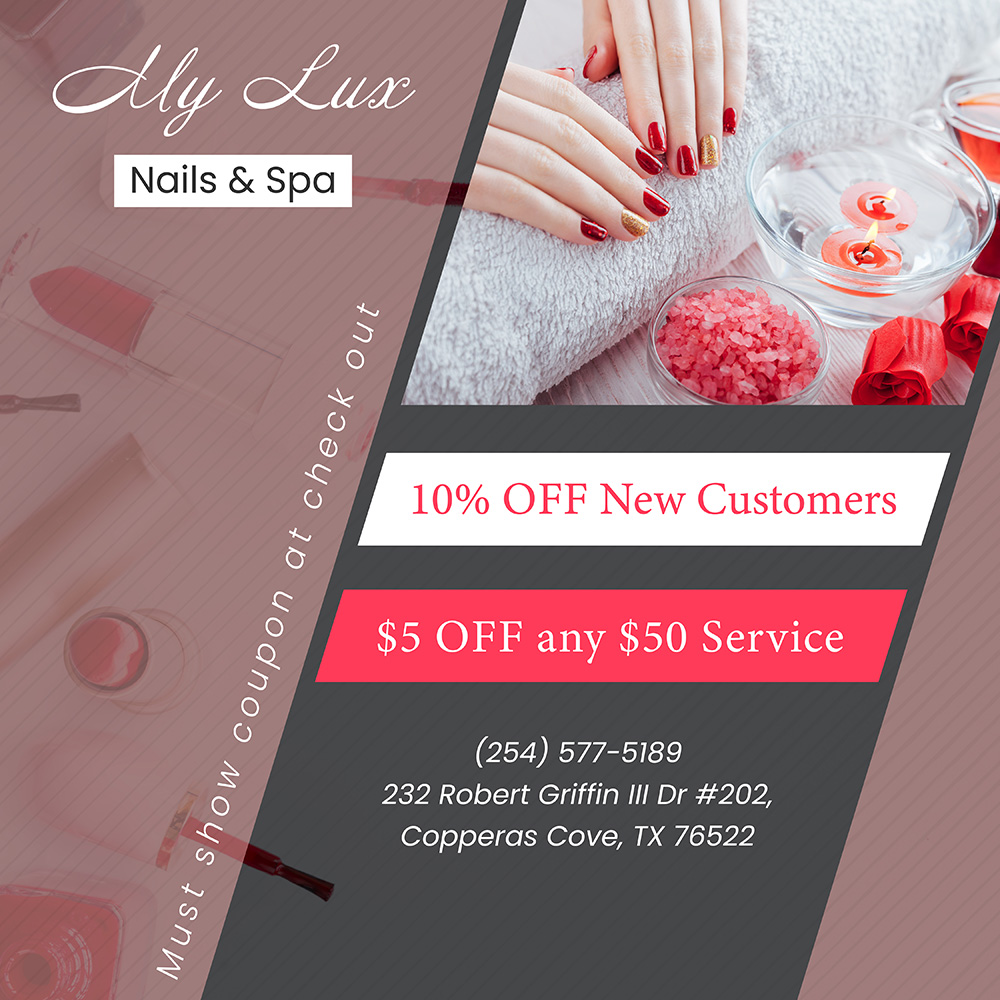 My Lux
Nails & Spa
Must show coupon at check out
10% OFF New Customers
$5 OFF any $50 Service
(254) 577-5189
232 Robert Griffin III Dr #202,
Copperas Cove, TX 76522